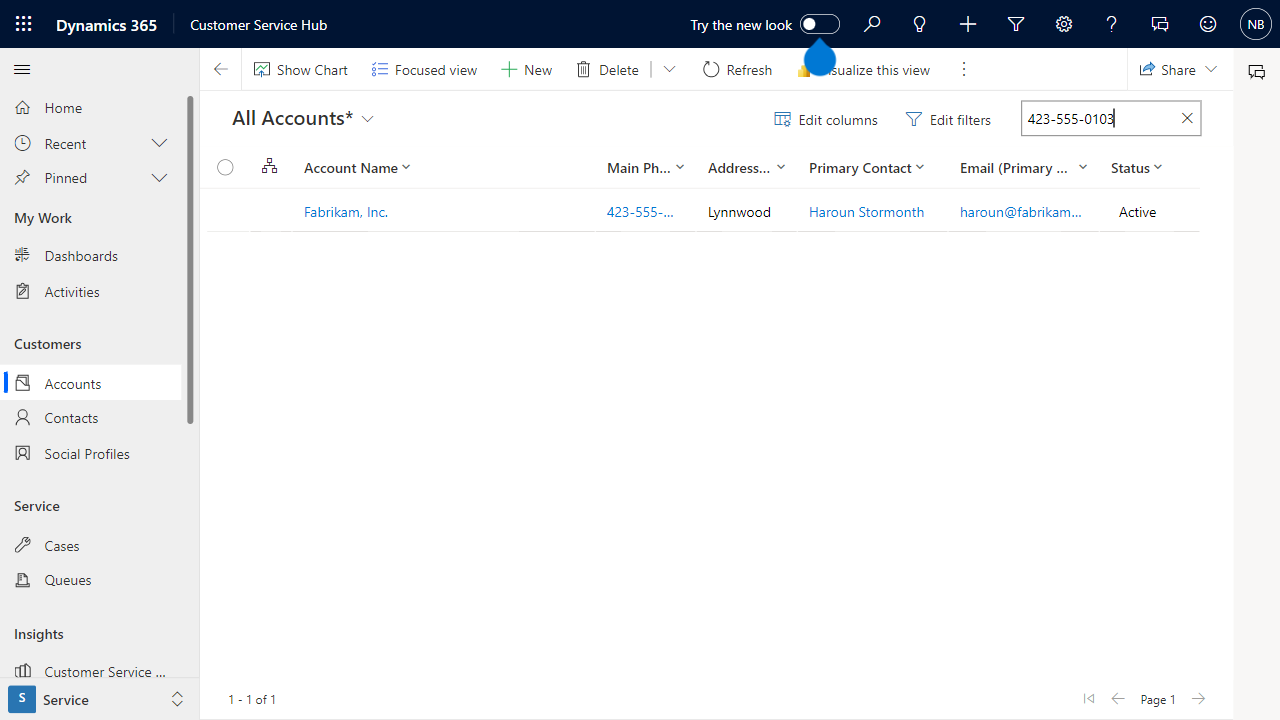 Dynamics 365
Customer Service Hub
Try the new look
NB
Show Chart
Focused view
New
Delete
Refresh
ualize this view
Share
Home
Recent
Pinned
My Work
Dashboards
Activities
Customers
Accounts
Contacts
Social Profiles
Service
Cases
Queues
Insights
Customer Service ...
S
Service
All Accounts*
Edit columns
Edit filters
423-555-0103
Account Name
Main Ph...
Address...
Primary Contact
Email (Primary ...
Status
Fabrikam, Inc.
423-555-...
Lynnwood
Haroun Stormonth
haroun@fabrikam...
Active
1 - 1 of 1
Page 1